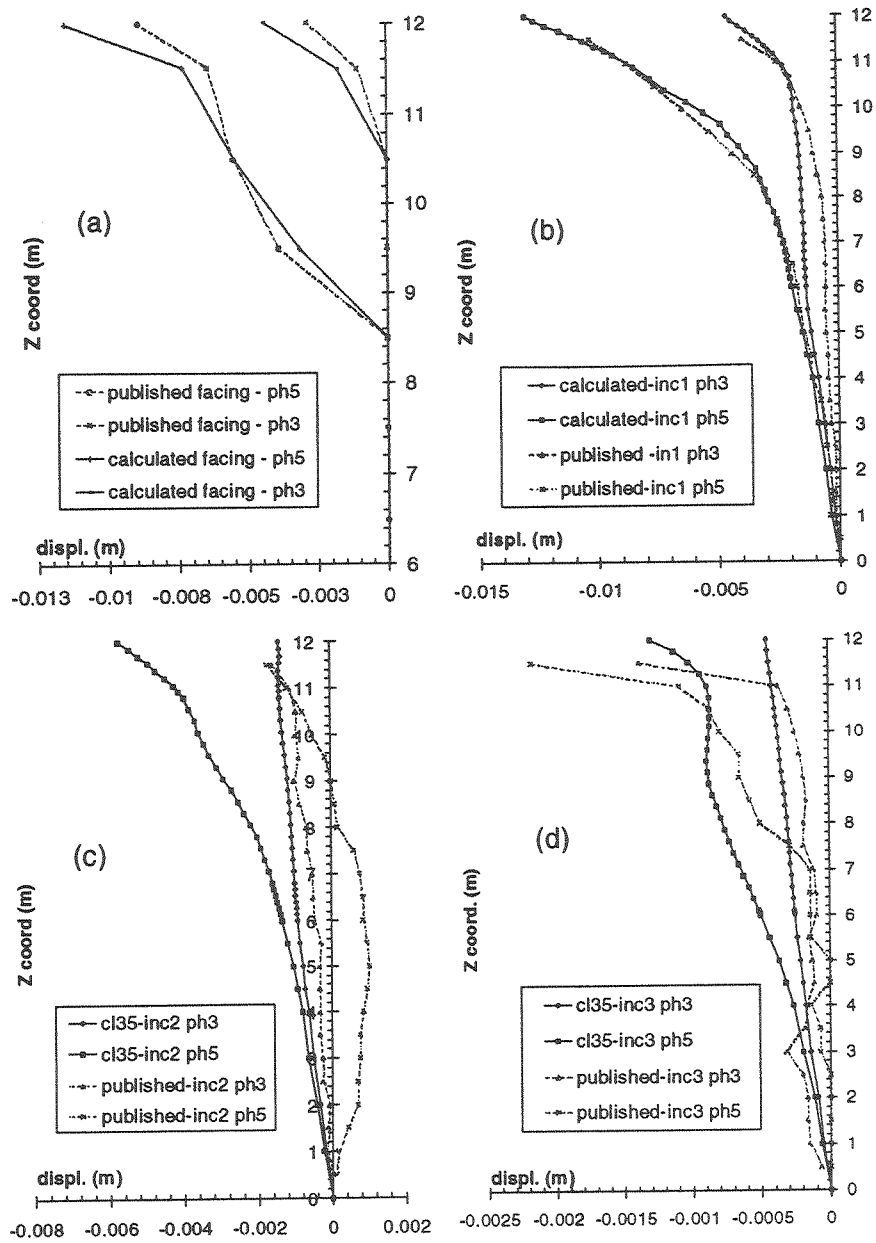 12
11
10
9
8
7
6
(a)
Z coord (m)
published facing - ph5
published facing - ph3
calculated facing - ph5
calculated facing - ph3
displ. (m)
-0.013 -0.01 -0.008 -0.005 -0.003 0
12
11
10
9
8
7
6
5
4
3
2
1
0
(b)
Z coord (m)
calculated-inc1 ph3
calculated-inc1 ph5
published -in1 ph3
published-inc1 ph5
displ. (m)
-0.015 -0.01 -0.005 0
12
11
10
9
8
7
6
5
4
3
2
1
0
(c)
Z coord (m)
cl35-inc2 ph3
cl35-inc2 ph5
published-inc2 ph3
published-inc2 ph5
displ. (m)
-0.008 -0.006 -0.004 -0.002 0 0.002
12
11
10
9
8
7
6
5
4
3
2
1
0
(d)
Z coord. (m)
cl35-inc3 ph3
cl35-inc3 ph5
published-inc3 ph3
published-inc3 ph5
displ. (m)
-0.0025 -0.002 -0.0015 -0.001 -0.0005 0